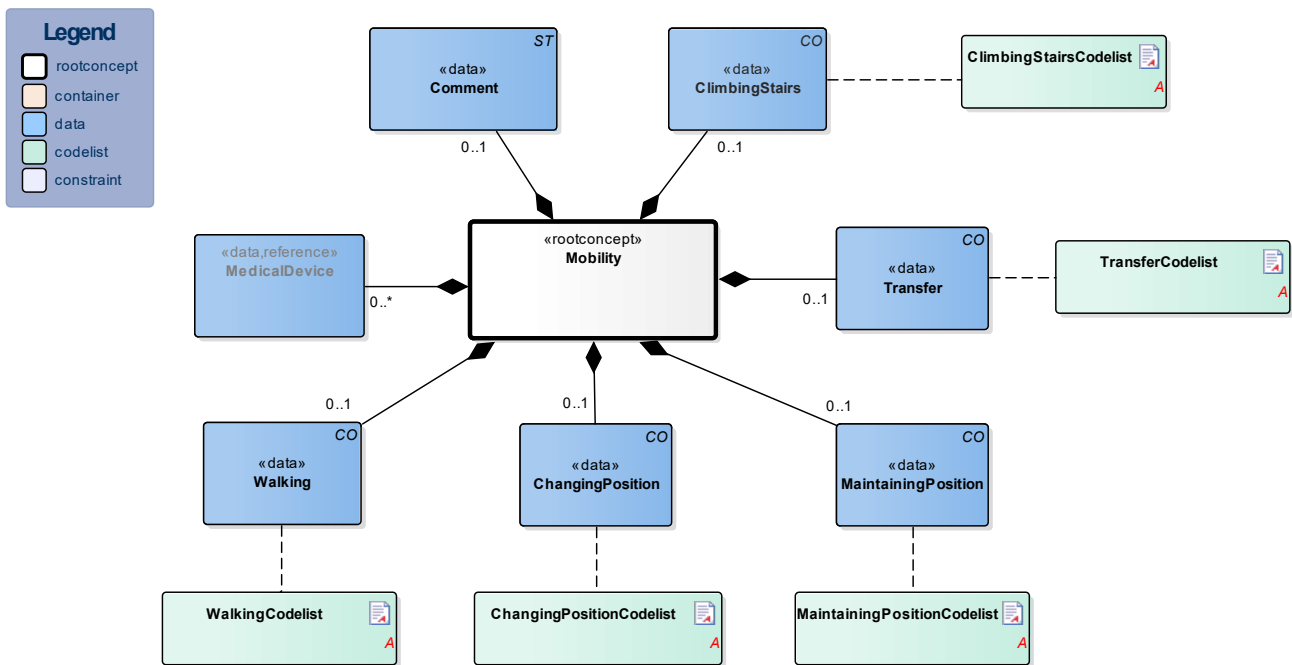 Legend
rootconcept
container
data
codelist
constraint
ST
«data»
Comment
0..1
CO
«data»
ClimbingStairs
0..1
ClimbingStairsCodelist
A
«data,reference»
MedicalDevice
0..*
«rootconcept»
Mobility
CO
«data»
Transfer
0..1
TransferCodelist
A
0..1
CO
«data»
Walking
0..1
CO
«data»
ChangingPosition
0..1
CO
«data»
MaintainingPosition
WalkingCodelist
A
ChangingPositionCodelist
A
MaintainingPositionCodelist
A